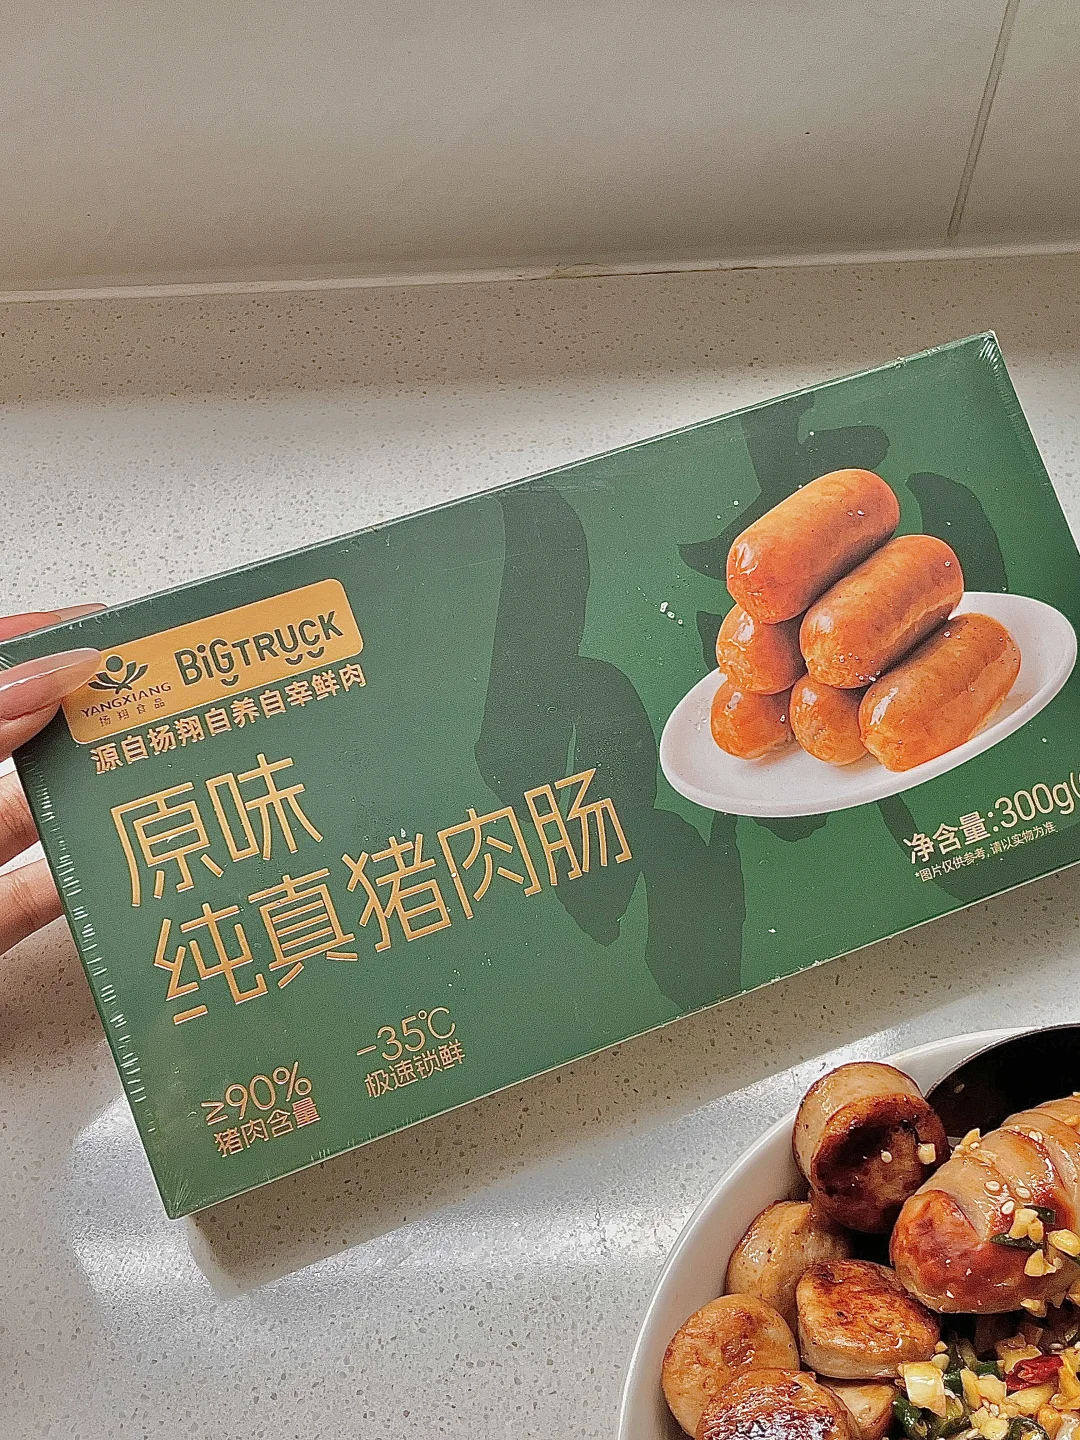 YANGXIANG
扬翔食品
BiGTRUCK
源自扬翔自养自宰鲜肉
原味
纯真猪肉肠
≥90%
猪肉含量
-35℃
极速锁鲜
净含量:300g(
*图片仅供参考,请以实物为准